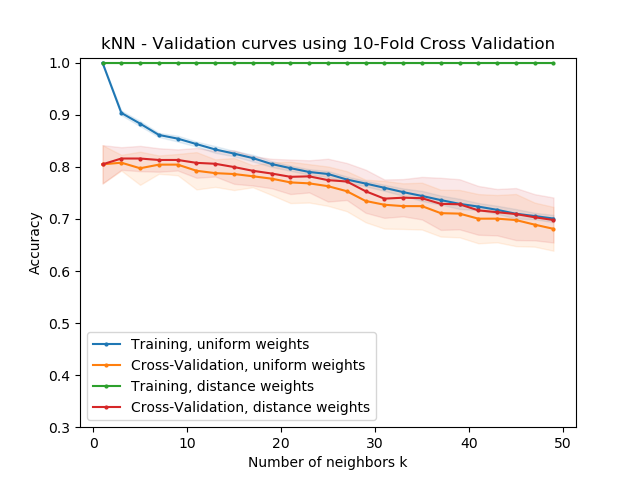 kNN - Validation curves using 10-Fold Cross Validation
1.0
0.9
0.8
0.7
0.6
0.5
0.4
0.3
Accuracy
Training, uniform weights
Cross-Validation, uniform weights
Training, distance weights
Cross-Validation, distance weights
0 10 20 30 40 50
Number of neighbors k